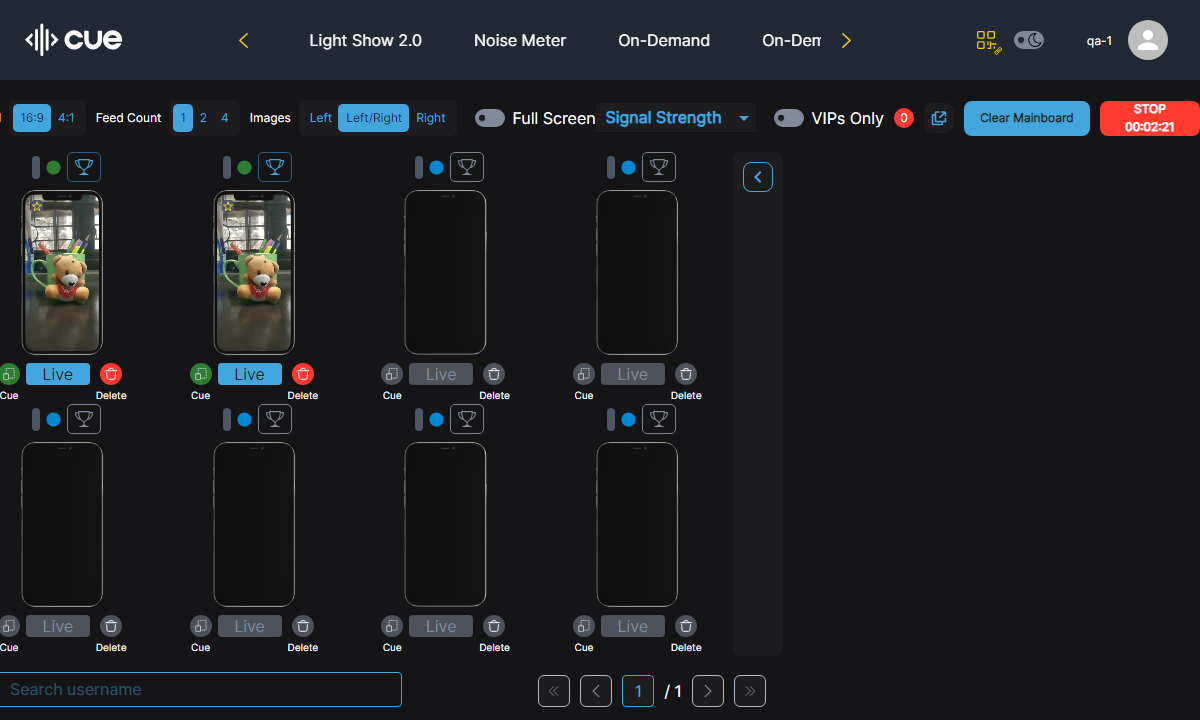 cue
Light Show 2.0
Noise Meter
On-Demand
On-Dem
qa-1
16:9
4:1
Feed Count
1
2
4
Images
Left
Left/Right
Right
Full Screen
Signal Strength
VIPs Only
0
Clear Mainboard
STOP
00:02:21
Live
Cue
Delete
Live
Cue
Delete
Live
Cue
Delete
Live
Cue
Delete
Live
Cue
Delete
Live
Cue
Delete
Live
Cue
Delete
Live
Cue
Delete
Search username
1
/ 1